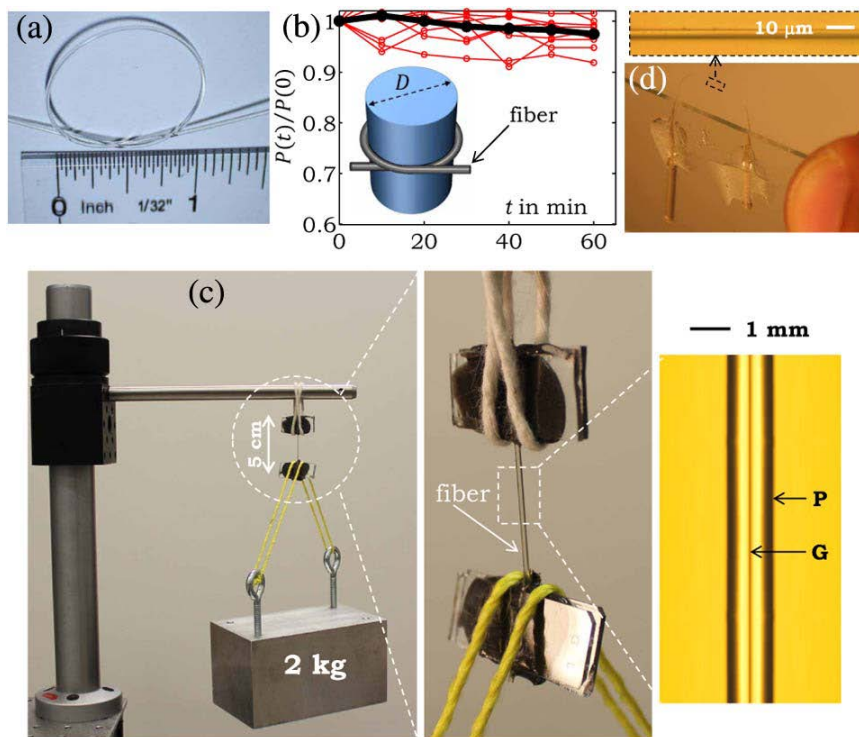 (a)
0 Inch 1/32" 1
(b)
P(t)/P(0)
1
0.9
0.8
0.7
0.6
D
fiber
t in min
0 20 40 60
10 μm
(d)
(c)
5 cm
2 kg
fiber
1 mm
P
G